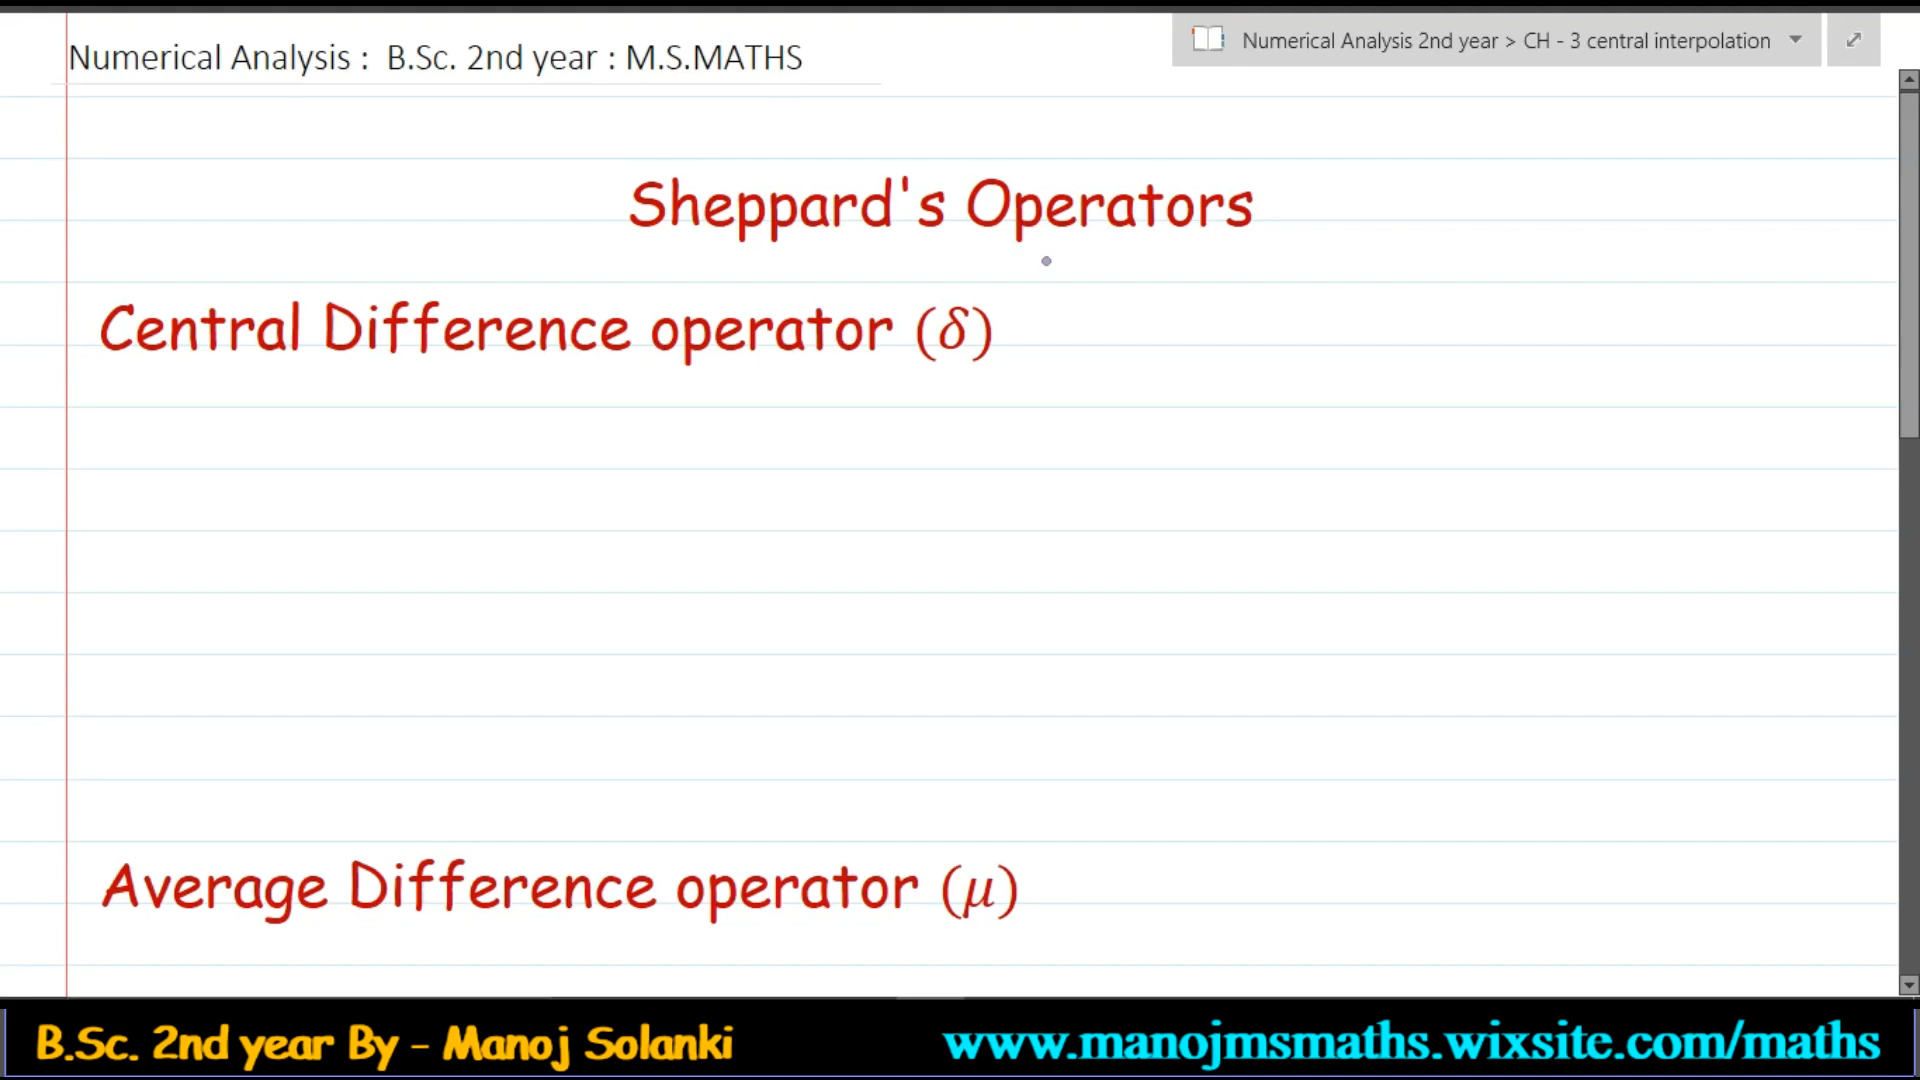 Numerical Analysis : B.Sc. 2nd year : M.S.MATHS
Numerical Analysis 2nd year > CH - 3 central interpolation
Sheppard's Operators
Central Difference operator (δ)
Average Difference operator (μ)
B.Sc. 2nd year By - Manoj Solanki
www.manojmsmaths.wixsite.com/maths